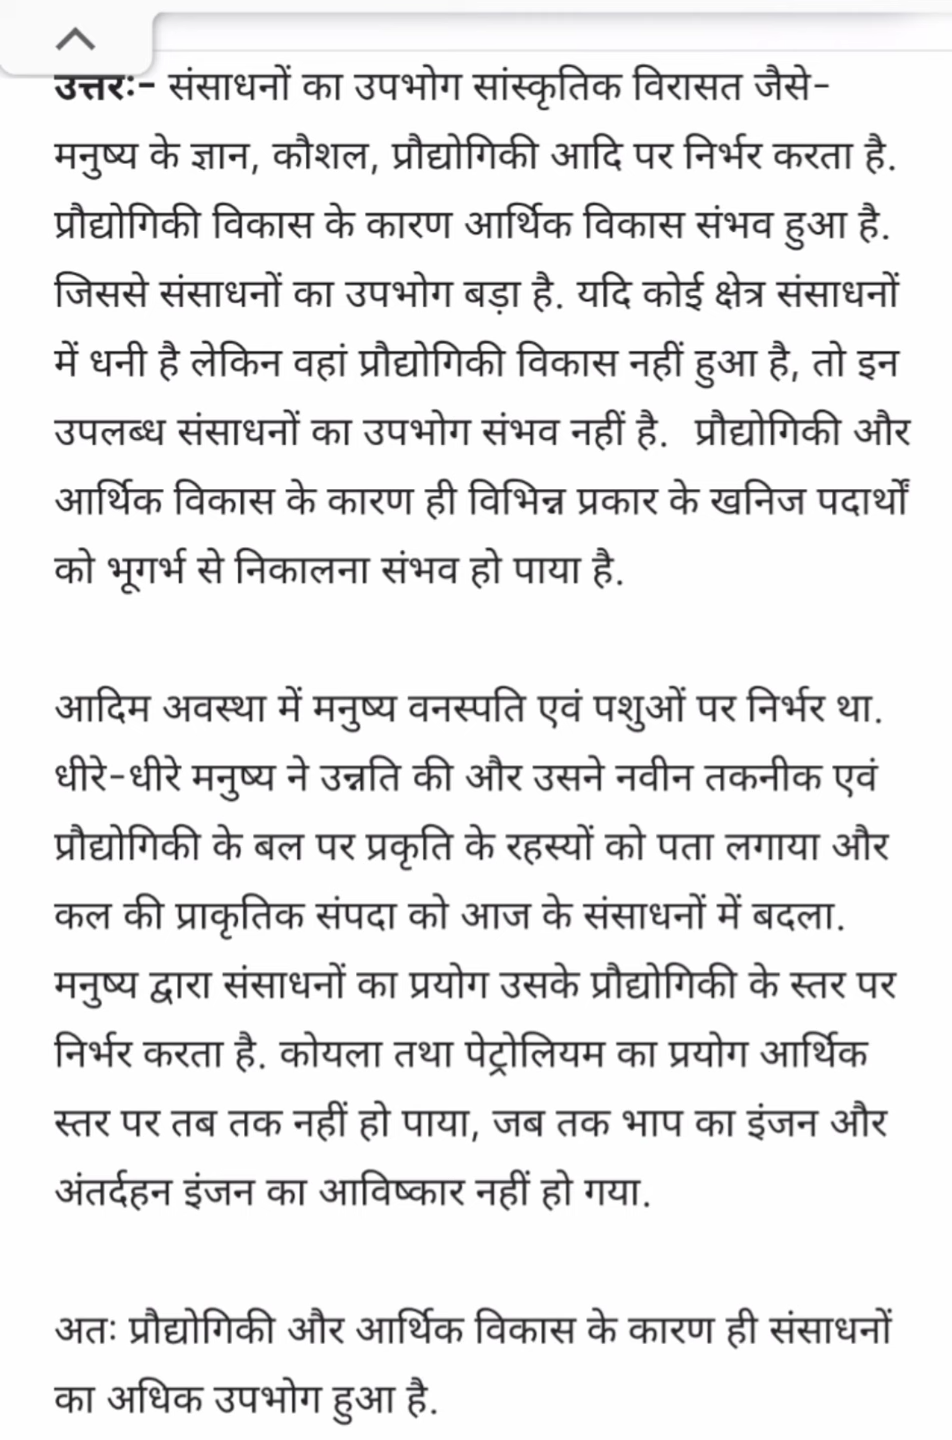 उत्तरः- संसाधनों का उपभोग सांस्कृतिक विरासत जैसे-
मनुष्य के ज्ञान, कौशल, प्रौद्योगिकी आदि पर निर्भर करता है.
प्रौद्योगिकी विकास के कारण आर्थिक विकास संभव हुआ है.
जिससे संसाधनों का उपभोग बड़ा है. यदि कोई क्षेत्र संसाधनों
में धनी है लेकिन वहां प्रौद्योगिकी विकास नहीं हुआ है, तो इन
उपलब्ध संसाधनों का उपभोग संभव नहीं है.  प्रौद्योगिकी और
आर्थिक विकास के कारण ही विभिन्न प्रकार के खनिज पदार्थों
को भूगर्भ से निकालना संभव हो पाया है.
आदिम अवस्था में मनुष्य वनस्पति एवं पशुओं पर निर्भर था.
धीरे-धीरे मनुष्य ने उन्नति की और उसने नवीन तकनीक एवं
प्रौद्योगिकी के बल पर प्रकृति के रहस्यों को पता लगाया और
कल की प्राकृतिक संपदा को आज के संसाधनों में बदला.
मनुष्य द्वारा संसाधनों का प्रयोग उसके प्रौद्योगिकी के स्तर पर
निर्भर करता है. कोयला तथा पेट्रोलियम का प्रयोग आर्थिक
स्तर पर तब तक नहीं हो पाया, जब तक भाप का इंजन और
अंतर्दहन इंजन का आविष्कार नहीं हो गया.
अतः प्रौद्योगिकी और आर्थिक विकास के कारण ही संसाधनों
का अधिक उपभोग हुआ है.